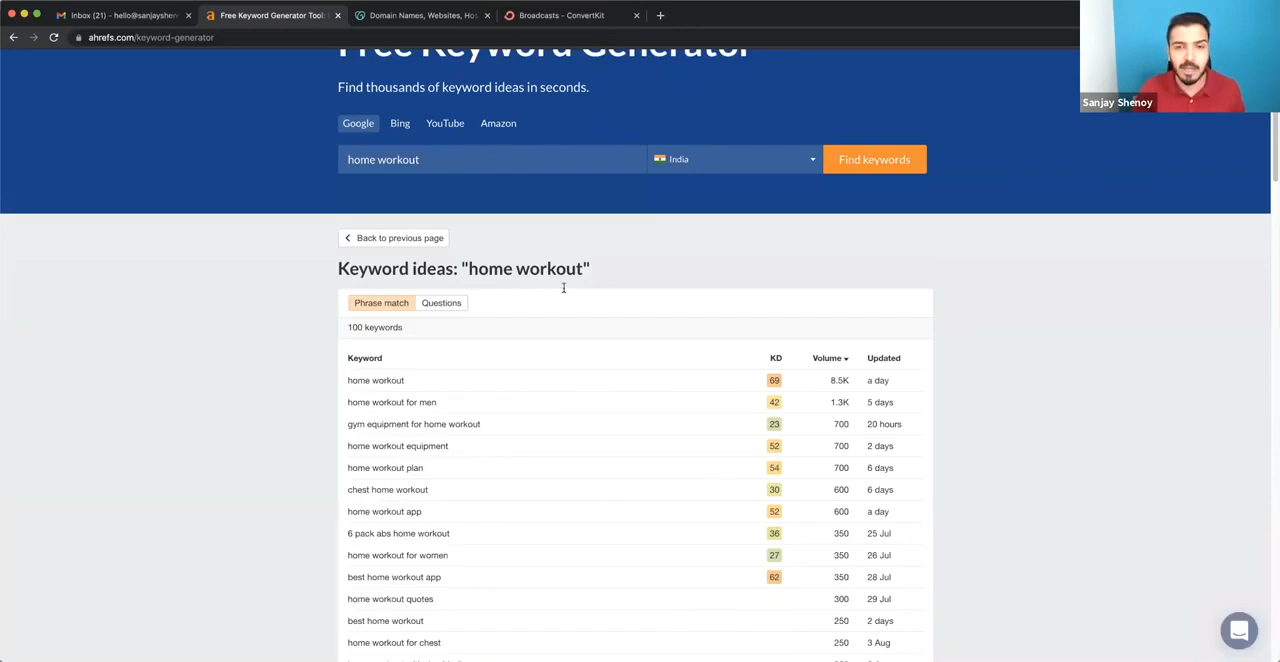 Inbox (21) - hello@sanjayshen
Free Keyword Generator Tool:
Domain Names, Websites, Hos
Broadcasts - ConvertKit
ahrefs.com/keyword-generator
Free Keyword Generator
Find thousands of keyword ideas in seconds.
Google Bing YouTube Amazon
home workout India Find keywords
Sanjay Shenoy
Back to previous page
Keyword ideas: "home workout"
Phrase match Questions
100 keywords
Keyword KD Volume Updated
home workout 69 8.5K a day
home workout for men 42 1.3K 5 days
gym equipment for home workout 23 700 20 hours
home workout equipment 52 700 2 days
home workout plan 54 700 6 days
chest home workout 30 600 6 days
home workout app 52 600 a day
6 pack abs home workout 36 350 25 Jul
home workout for women 27 350 26 Jul
best home workout app 62 350 28 Jul
home workout quotes 300 29 Jul
best home workout 250 2 days
home workout for chest 250 3 Aug